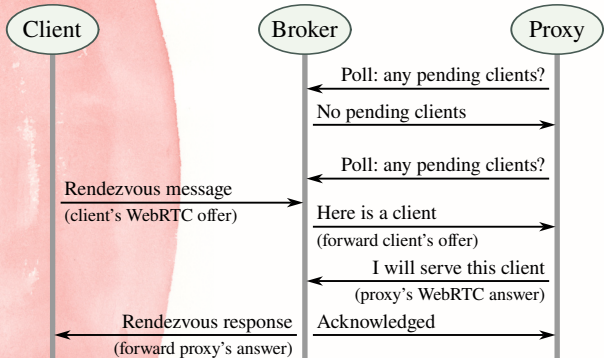 Client
Broker
Proxy
Poll: any pending clients?
No pending clients
Poll: any pending clients?
Rendezvous message
(client's WebRTC offer)
Here is a client
(forward client's offer)
I will serve this client
(proxy's WebRTC answer)
Rendezvous response
(forward proxy's answer)
Acknowledged